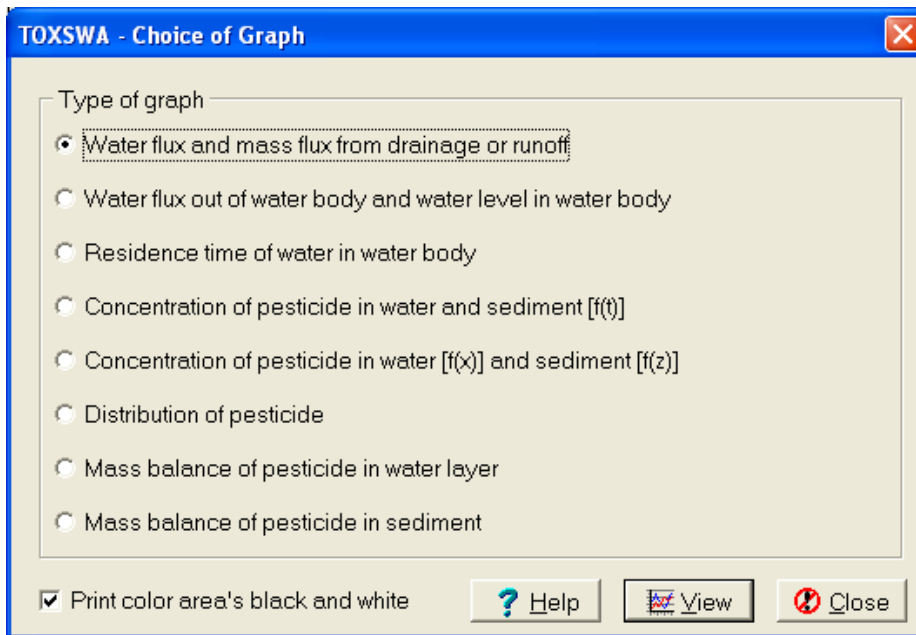 TOXSWA - Choice of Graph
Type of graph
Water flux and mass flux from drainage or runoff
Water flux out of water body and water level in water body
Residence time of water in water body
Concentration of pesticide in water and sediment [f(t)]
Concentration of pesticide in water [f(x)] and sediment [f(z)]
Distribution of pesticide
Mass balance of pesticide in water layer
Mass balance of pesticide in sediment
Print color area's black and white
Help
View
Close